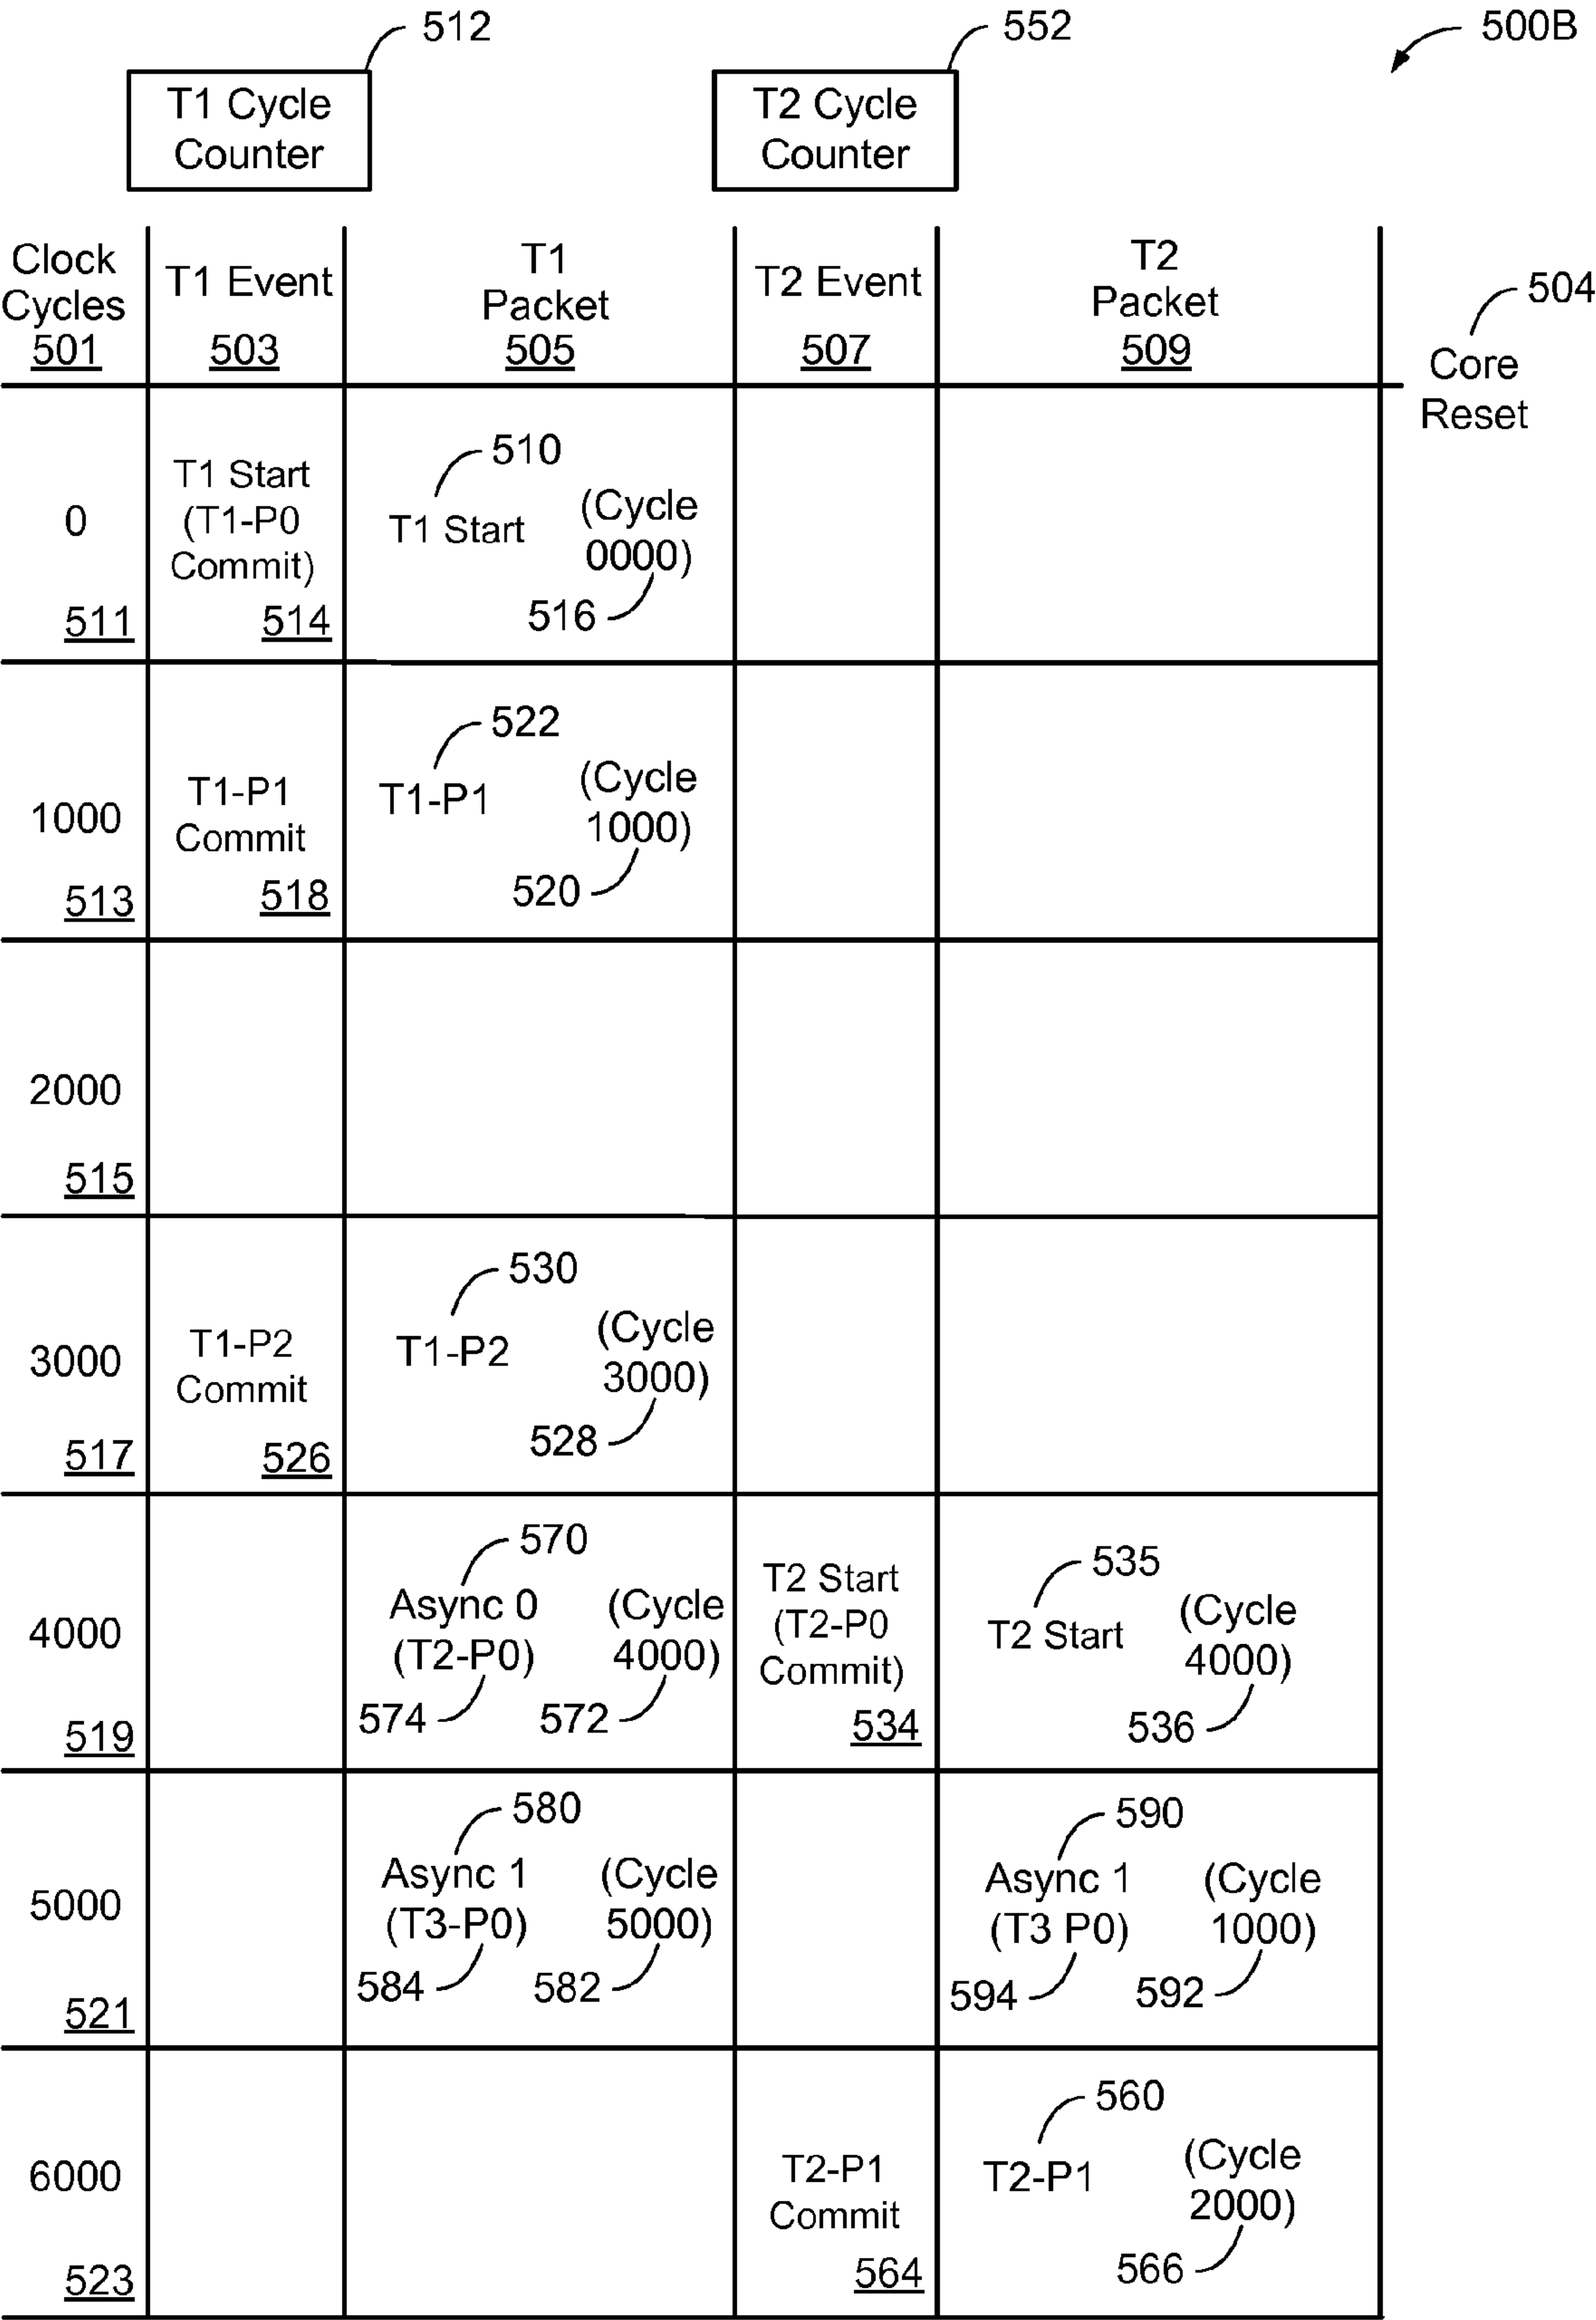 512
552
500B
T1 Cycle
Counter
T2 Cycle
Counter
Clock
Cycles
501
T1 Event
503
T1
Packet
505
T2 Event
507
T2
Packet
509
504
Core
Reset
0
511
T1 Start
(T1-P0
Commit)
514
510
T1 Start
(Cycle
0000)
516
1000
513
T1-P1
Commit
518
522
T1-P1
(Cycle
1000)
520
2000
515
3000
517
T1-P2
Commit
526
530
T1-P2
(Cycle
3000)
528
4000
519
570
Async 0
(T2-P0)
574
(Cycle
4000)
572
T2 Start
(T2-P0
Commit)
534
535
T2 Start
(Cycle
4000)
536
5000
521
580
Async 1
(T3-P0)
584
(Cycle
5000)
582
590
Async 1
(T3 P0)
594
(Cycle
1000)
592
6000
523
T2-P1
Commit
564
560
T2-P1
(Cycle
2000)
566